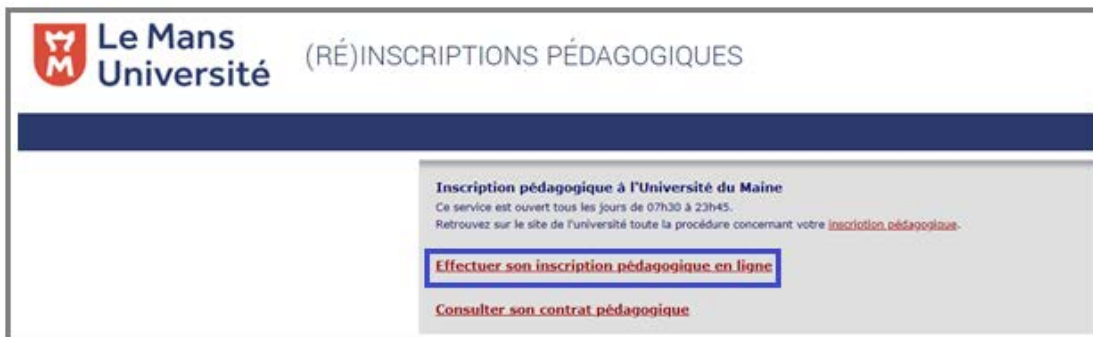 Le Mans
Université
(RÉ)INSCRIPTIONS PÉDAGOGIQUES
Inscription pédagogique à l'Université du Maine
Ce service est ouvert tous les jours de 07h30 à 23h45.
Retrouvez sur le site de l'université toute la procédure concernant votre inscription pédagogique.
Effectuer son inscription pédagogique en ligne
Consulter son contrat pédagogique